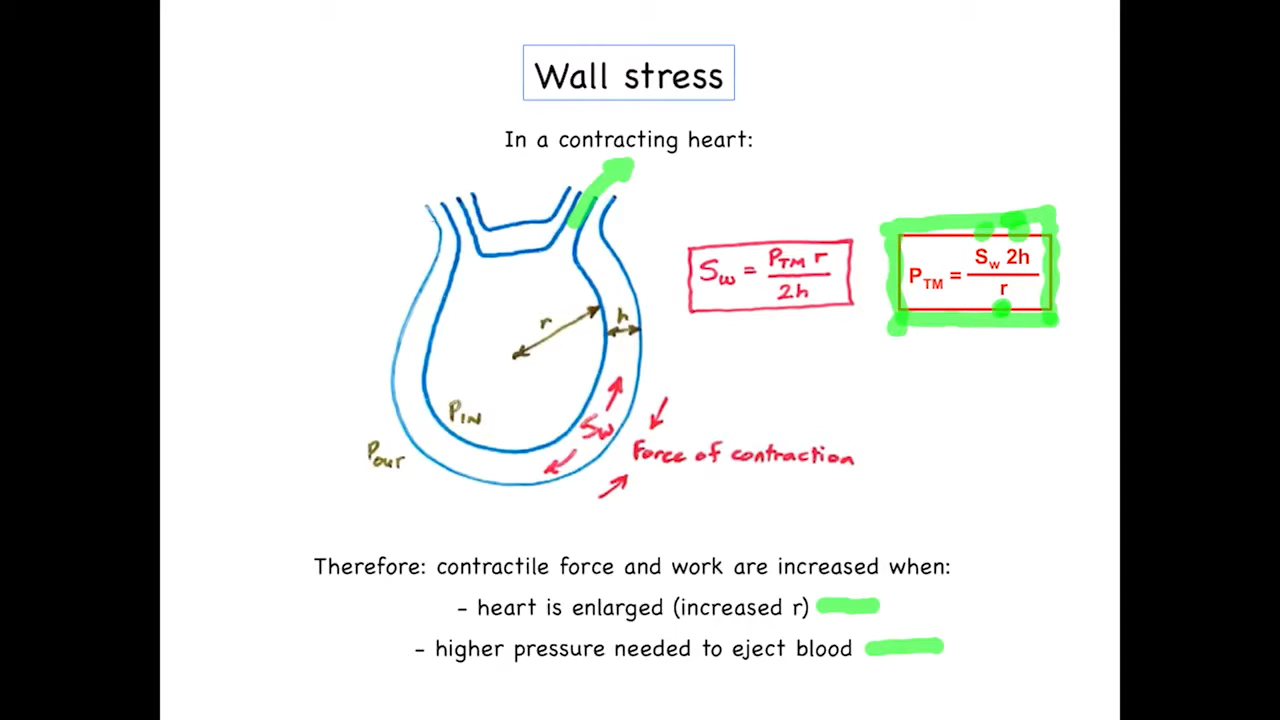 Wall stress
In a contracting heart:
S_w = P_TM r / 2h
P_TM = S_w 2h / r
r
h
P_IN
S_w
P_OUT
Force of contraction
Therefore: contractile force and work are increased when:
- heart is enlarged (increased r)
- higher pressure needed to eject blood